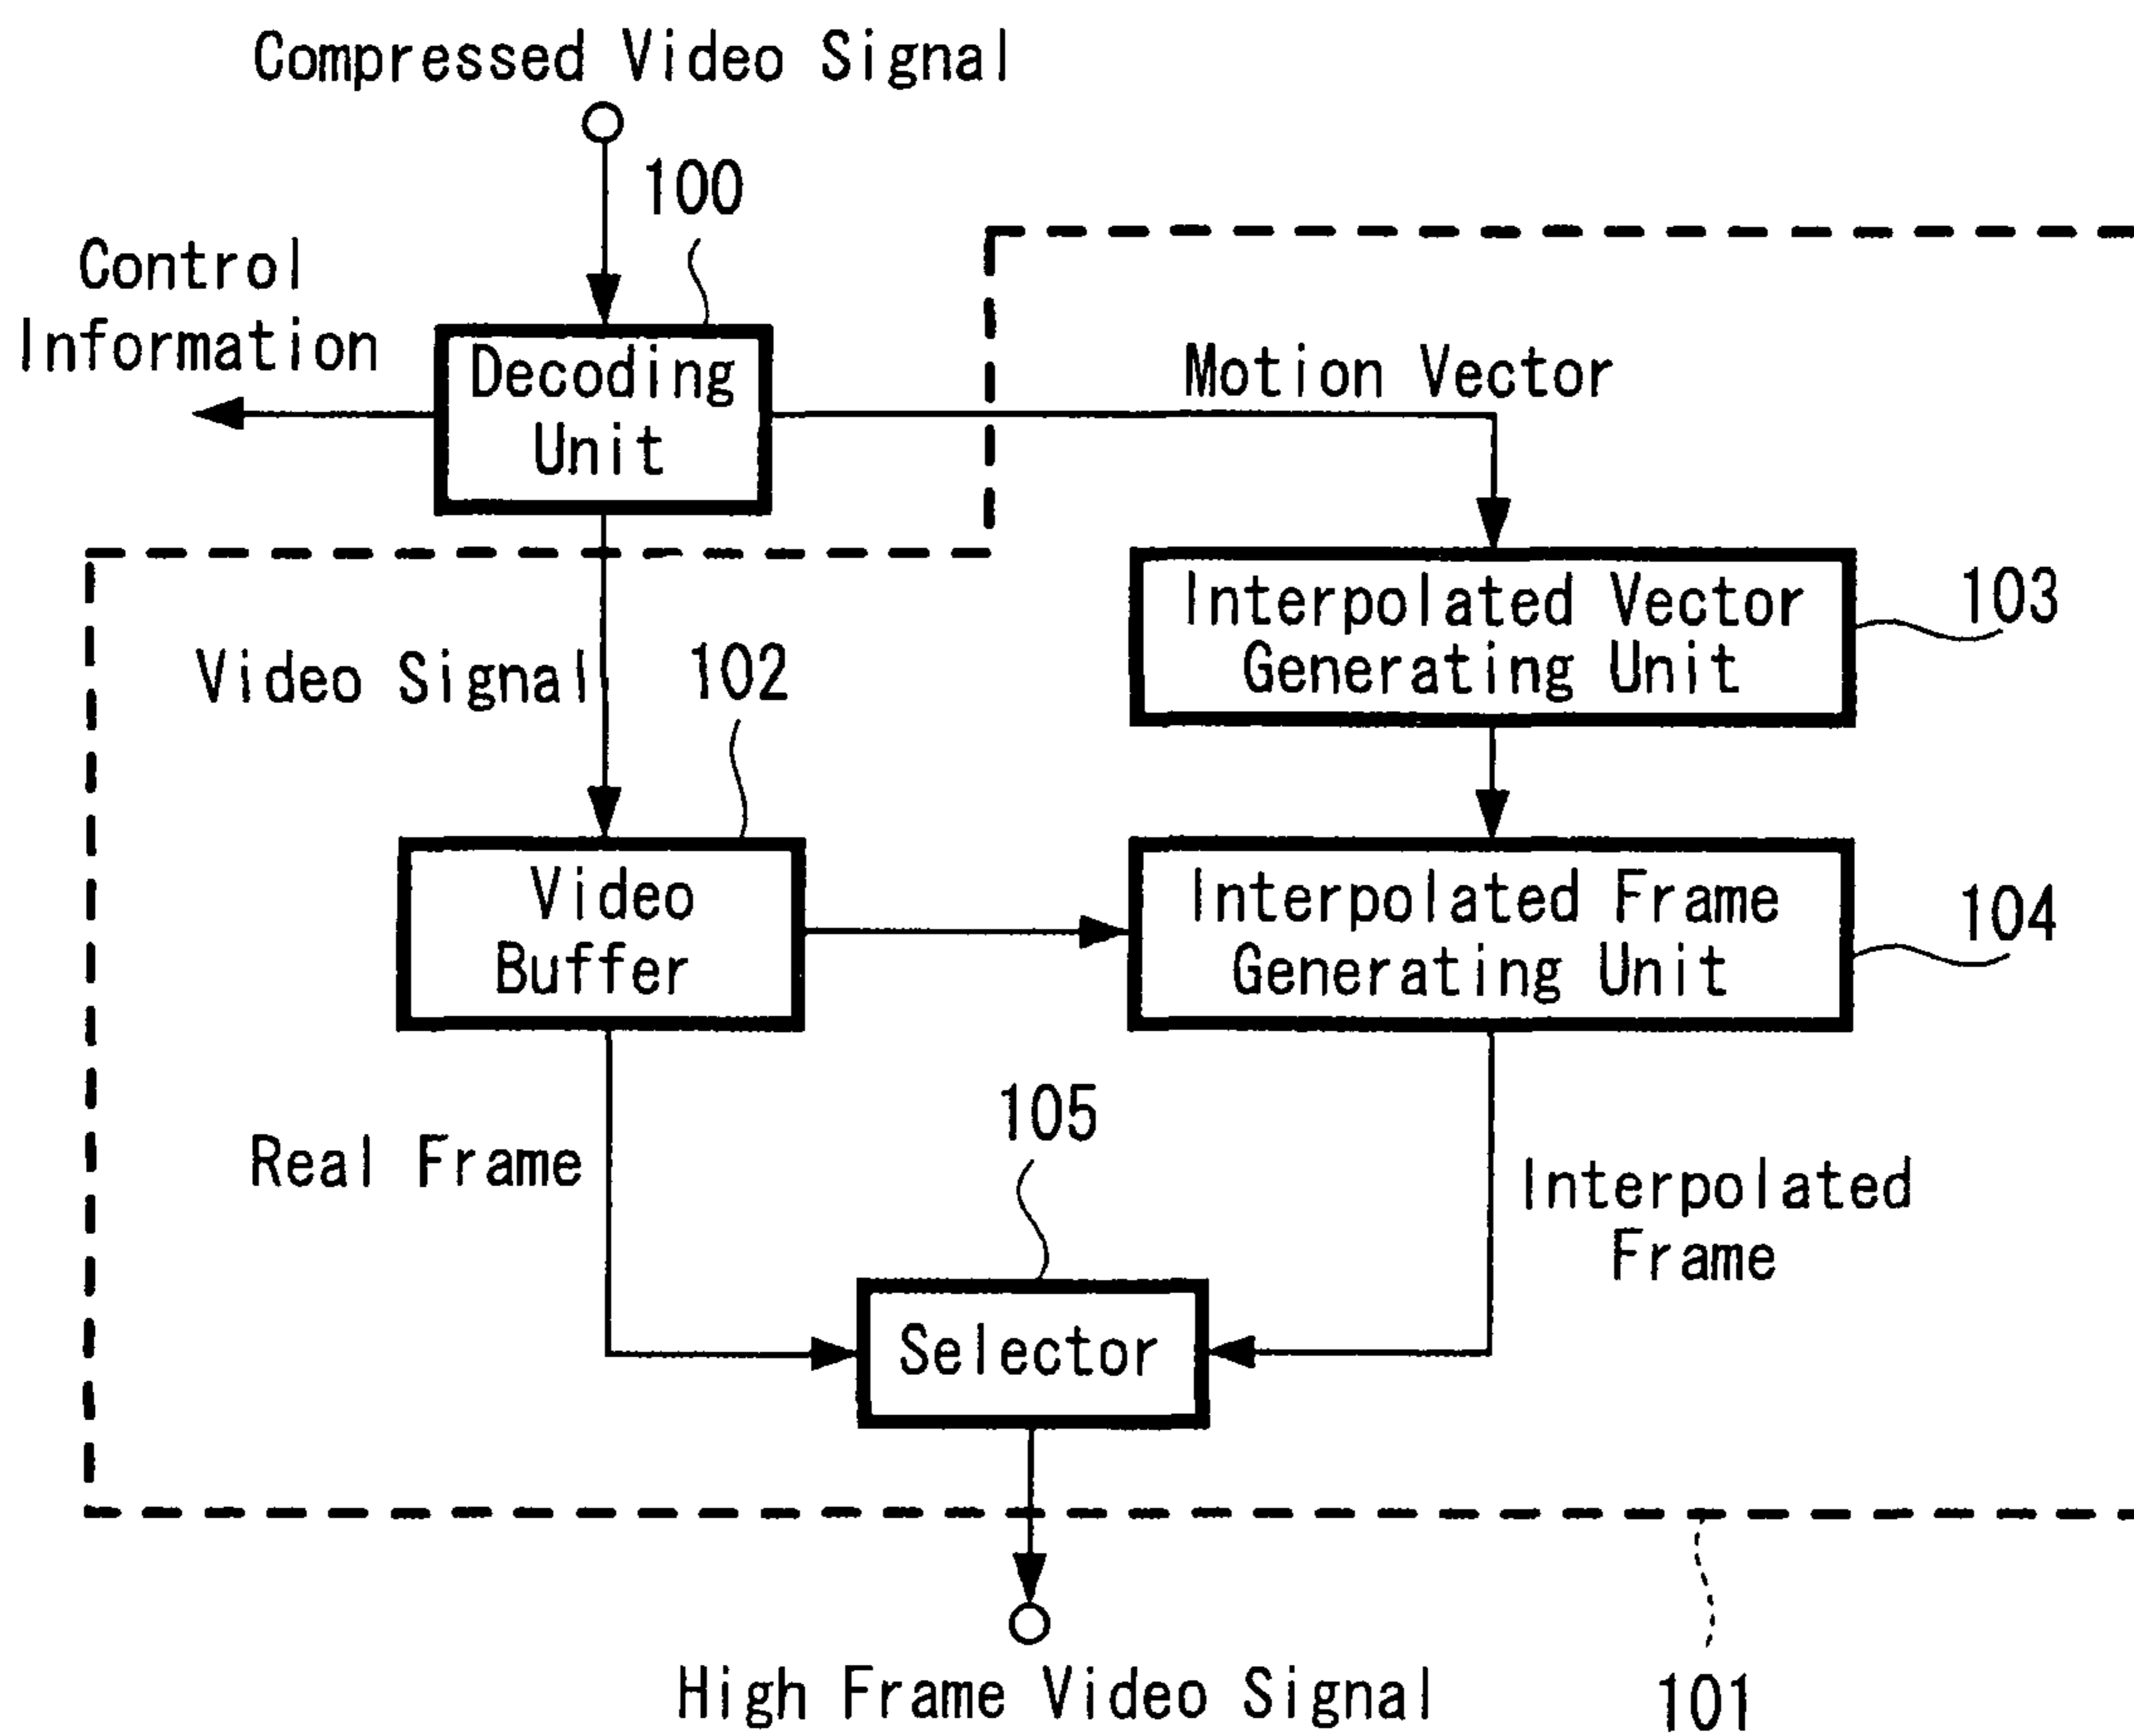 Compressed Video Signal
100
Control
Information
Decoding
Unit
Motion Vector
Interpolated Vector
Generating Unit
103
Video Signal
102
Video
Buffer
Interpolated Frame
Generating Unit
104
105
Real Frame
Interpolated
Frame
Selector
High Frame Video Signal
101